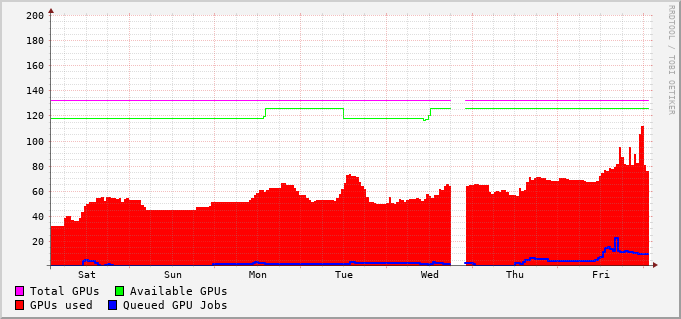 200
180
160
140
120
100
80
60
40
20
Sat Sun Mon Tue Wed Thu Fri
Total GPUs Available GPUs
GPUs used Queued GPU Jobs
RRDTOOL / TOBI OETIKER